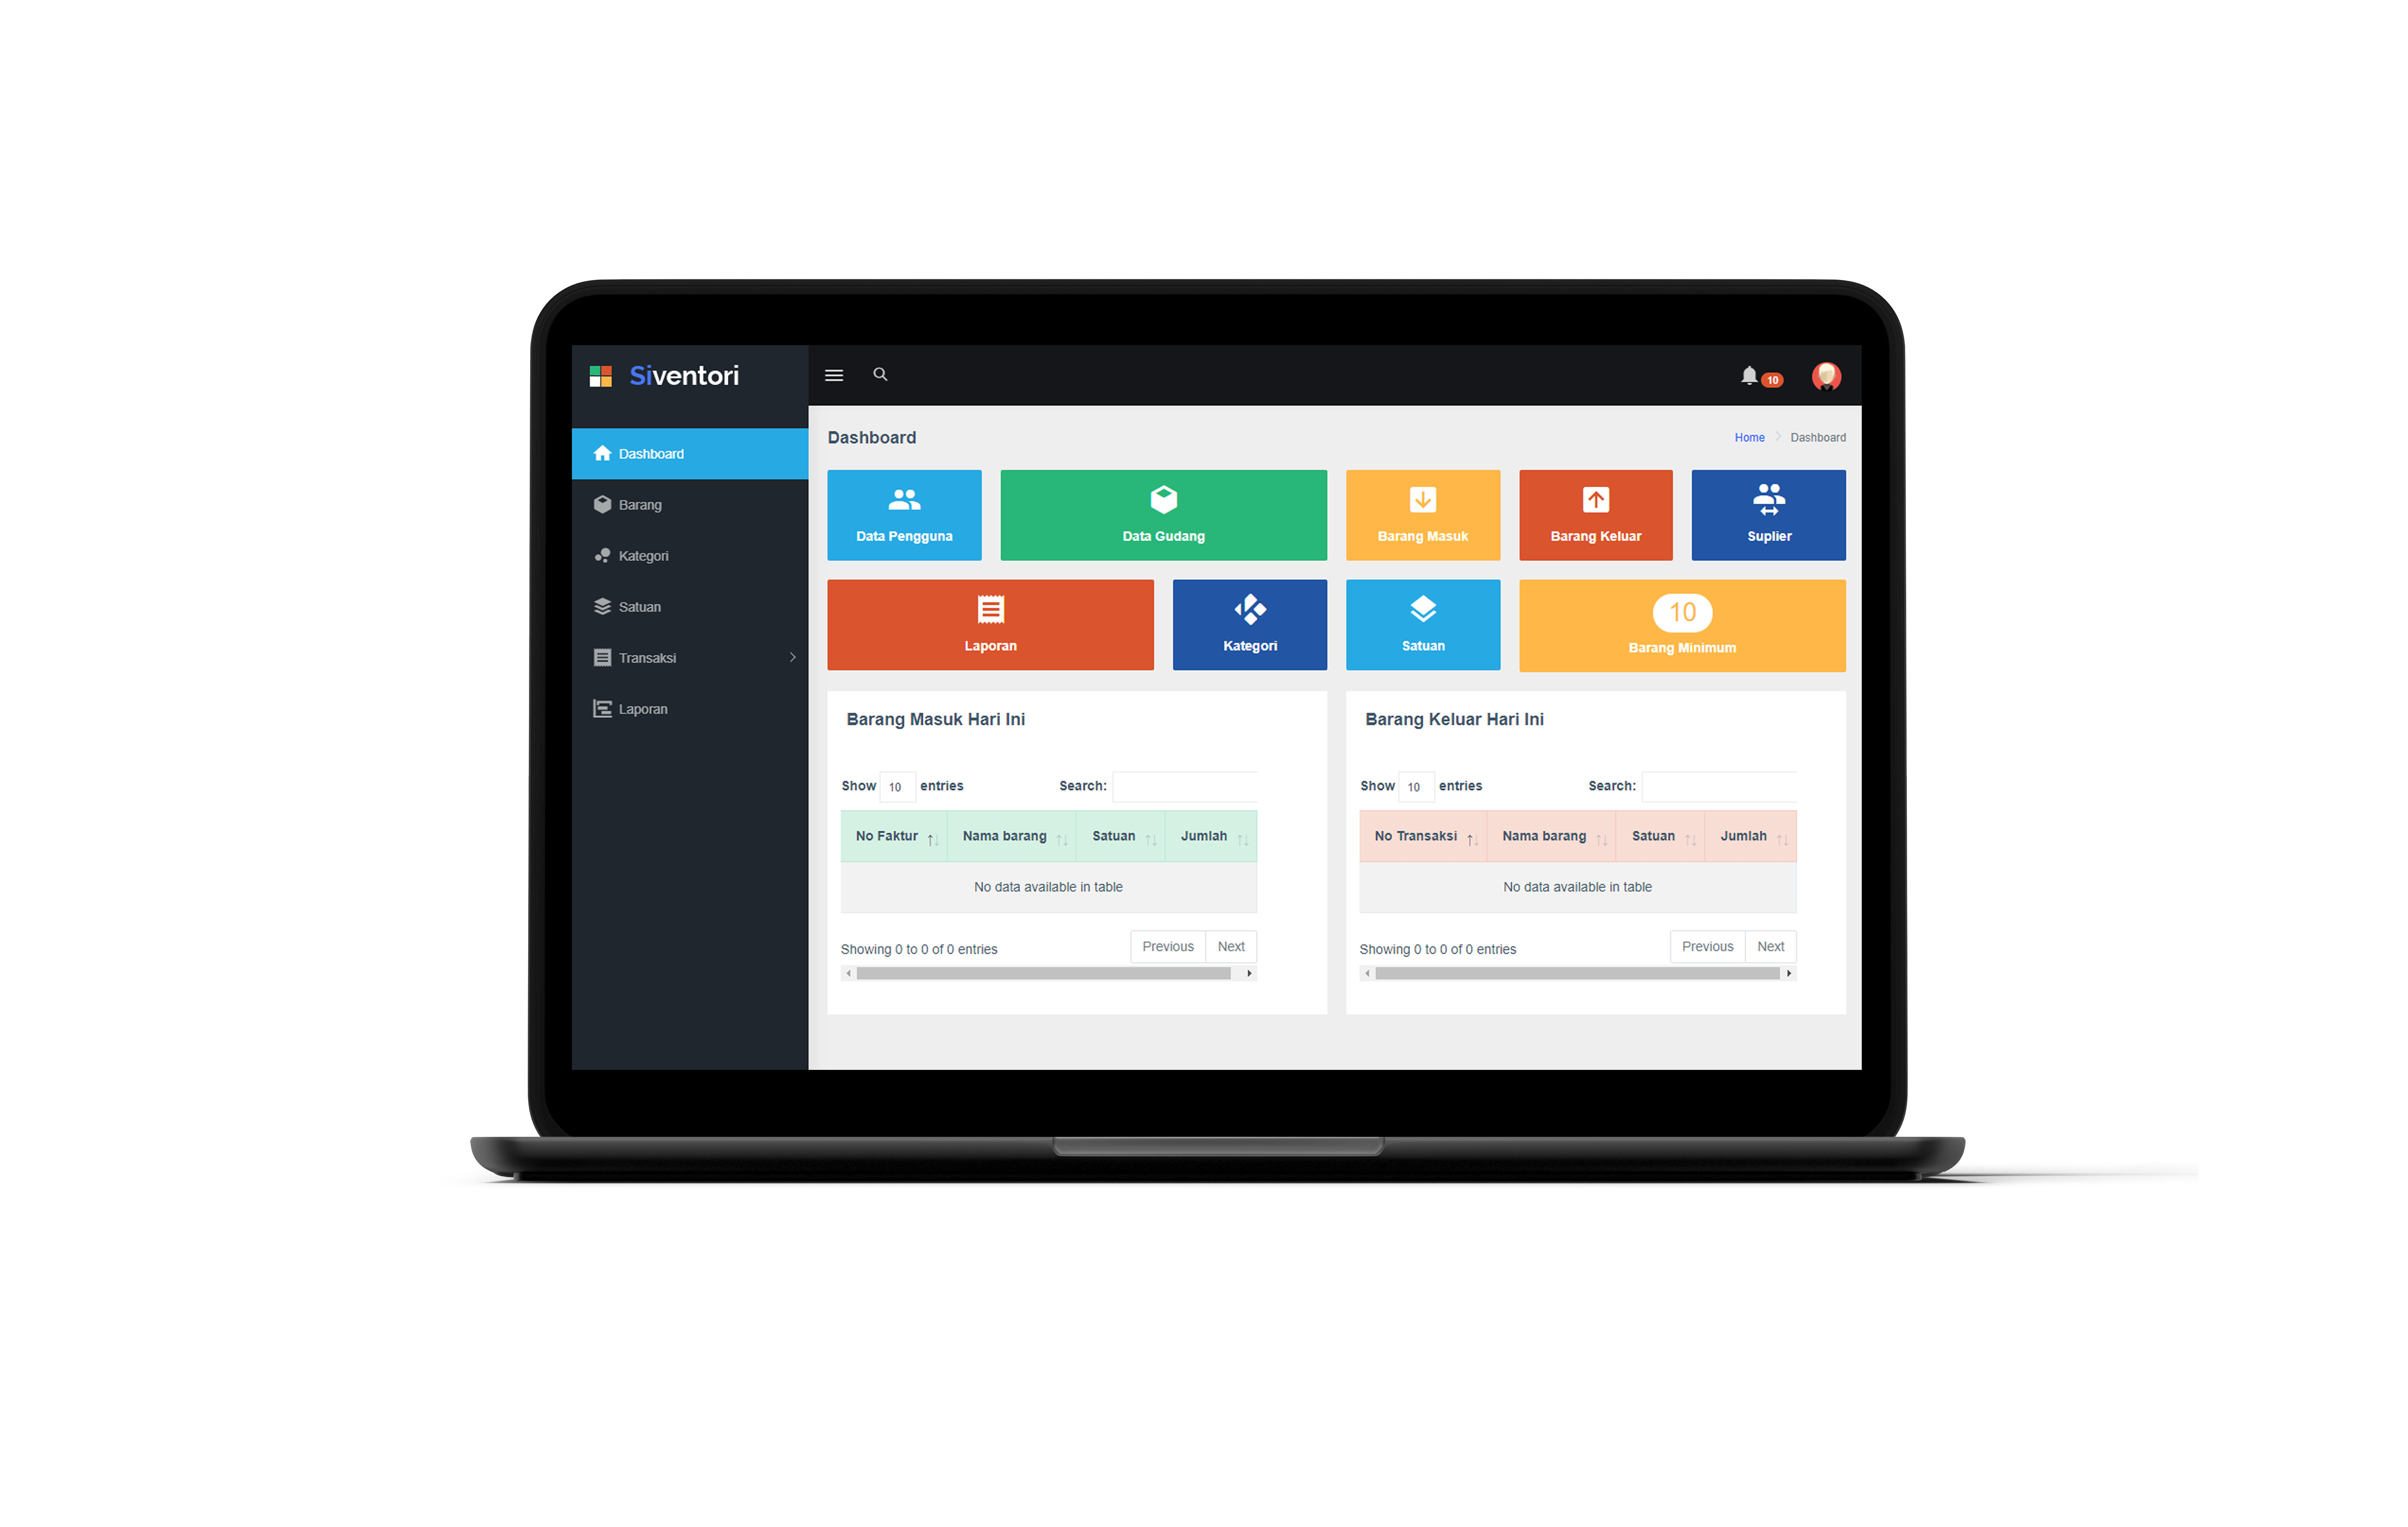 Siventori
10
Dashboard
Barang
Kategori
Satuan
Transaksi
Laporan
Dashboard
Home Dashboard
Data Pengguna
Data Gudang
Barang Masuk
Barang Keluar
Suplier
Laporan
Kategori
Satuan
10
Barang Minimum
Barang Masuk Hari Ini
Show 10 entries Search:
No Faktur Nama barang Satuan Jumlah
No data available in table
Showing 0 to 0 of 0 entries Previous Next
Barang Keluar Hari Ini
Show 10 entries Search:
No Transaksi Nama barang Satuan Jumlah
No data available in table
Showing 0 to 0 of 0 entries Previous Next